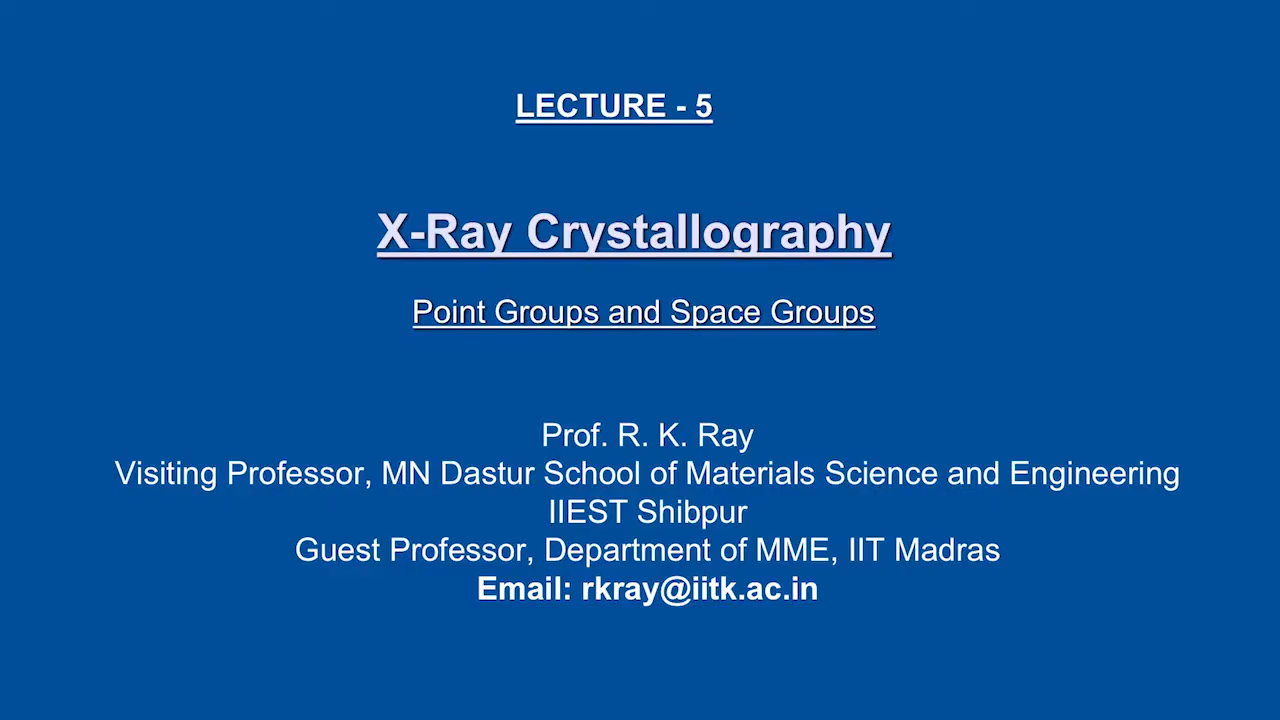 LECTURE - 5
X-Ray Crystallography
Point Groups and Space Groups
Prof. R. K. Ray
Visiting Professor, MN Dastur School of Materials Science and Engineering
IIEST Shibpur
Guest Professor, Department of MME, IIT Madras
Email: rkray@iitk.ac.in